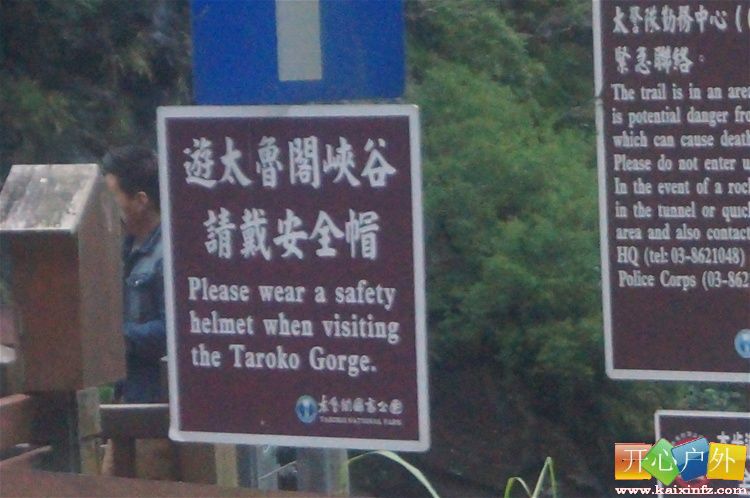 遊太魯閣峽谷
請戴安全帽
Please wear a safety
helmet when visiting
the Taroko Gorge.
太魯閣國家公園
TAROKO NATIONAL PARK
太警隊勤務中心(
緊急聯絡。
The trail is in an area
is potential danger fro
which can cause death
Please do not enter u
In the event of a rock
in the tunnel or quic
area and also contact
HQ (tel: 03-8621048)
Police Corps (03-862
开心户外
www.kaixinfz.com